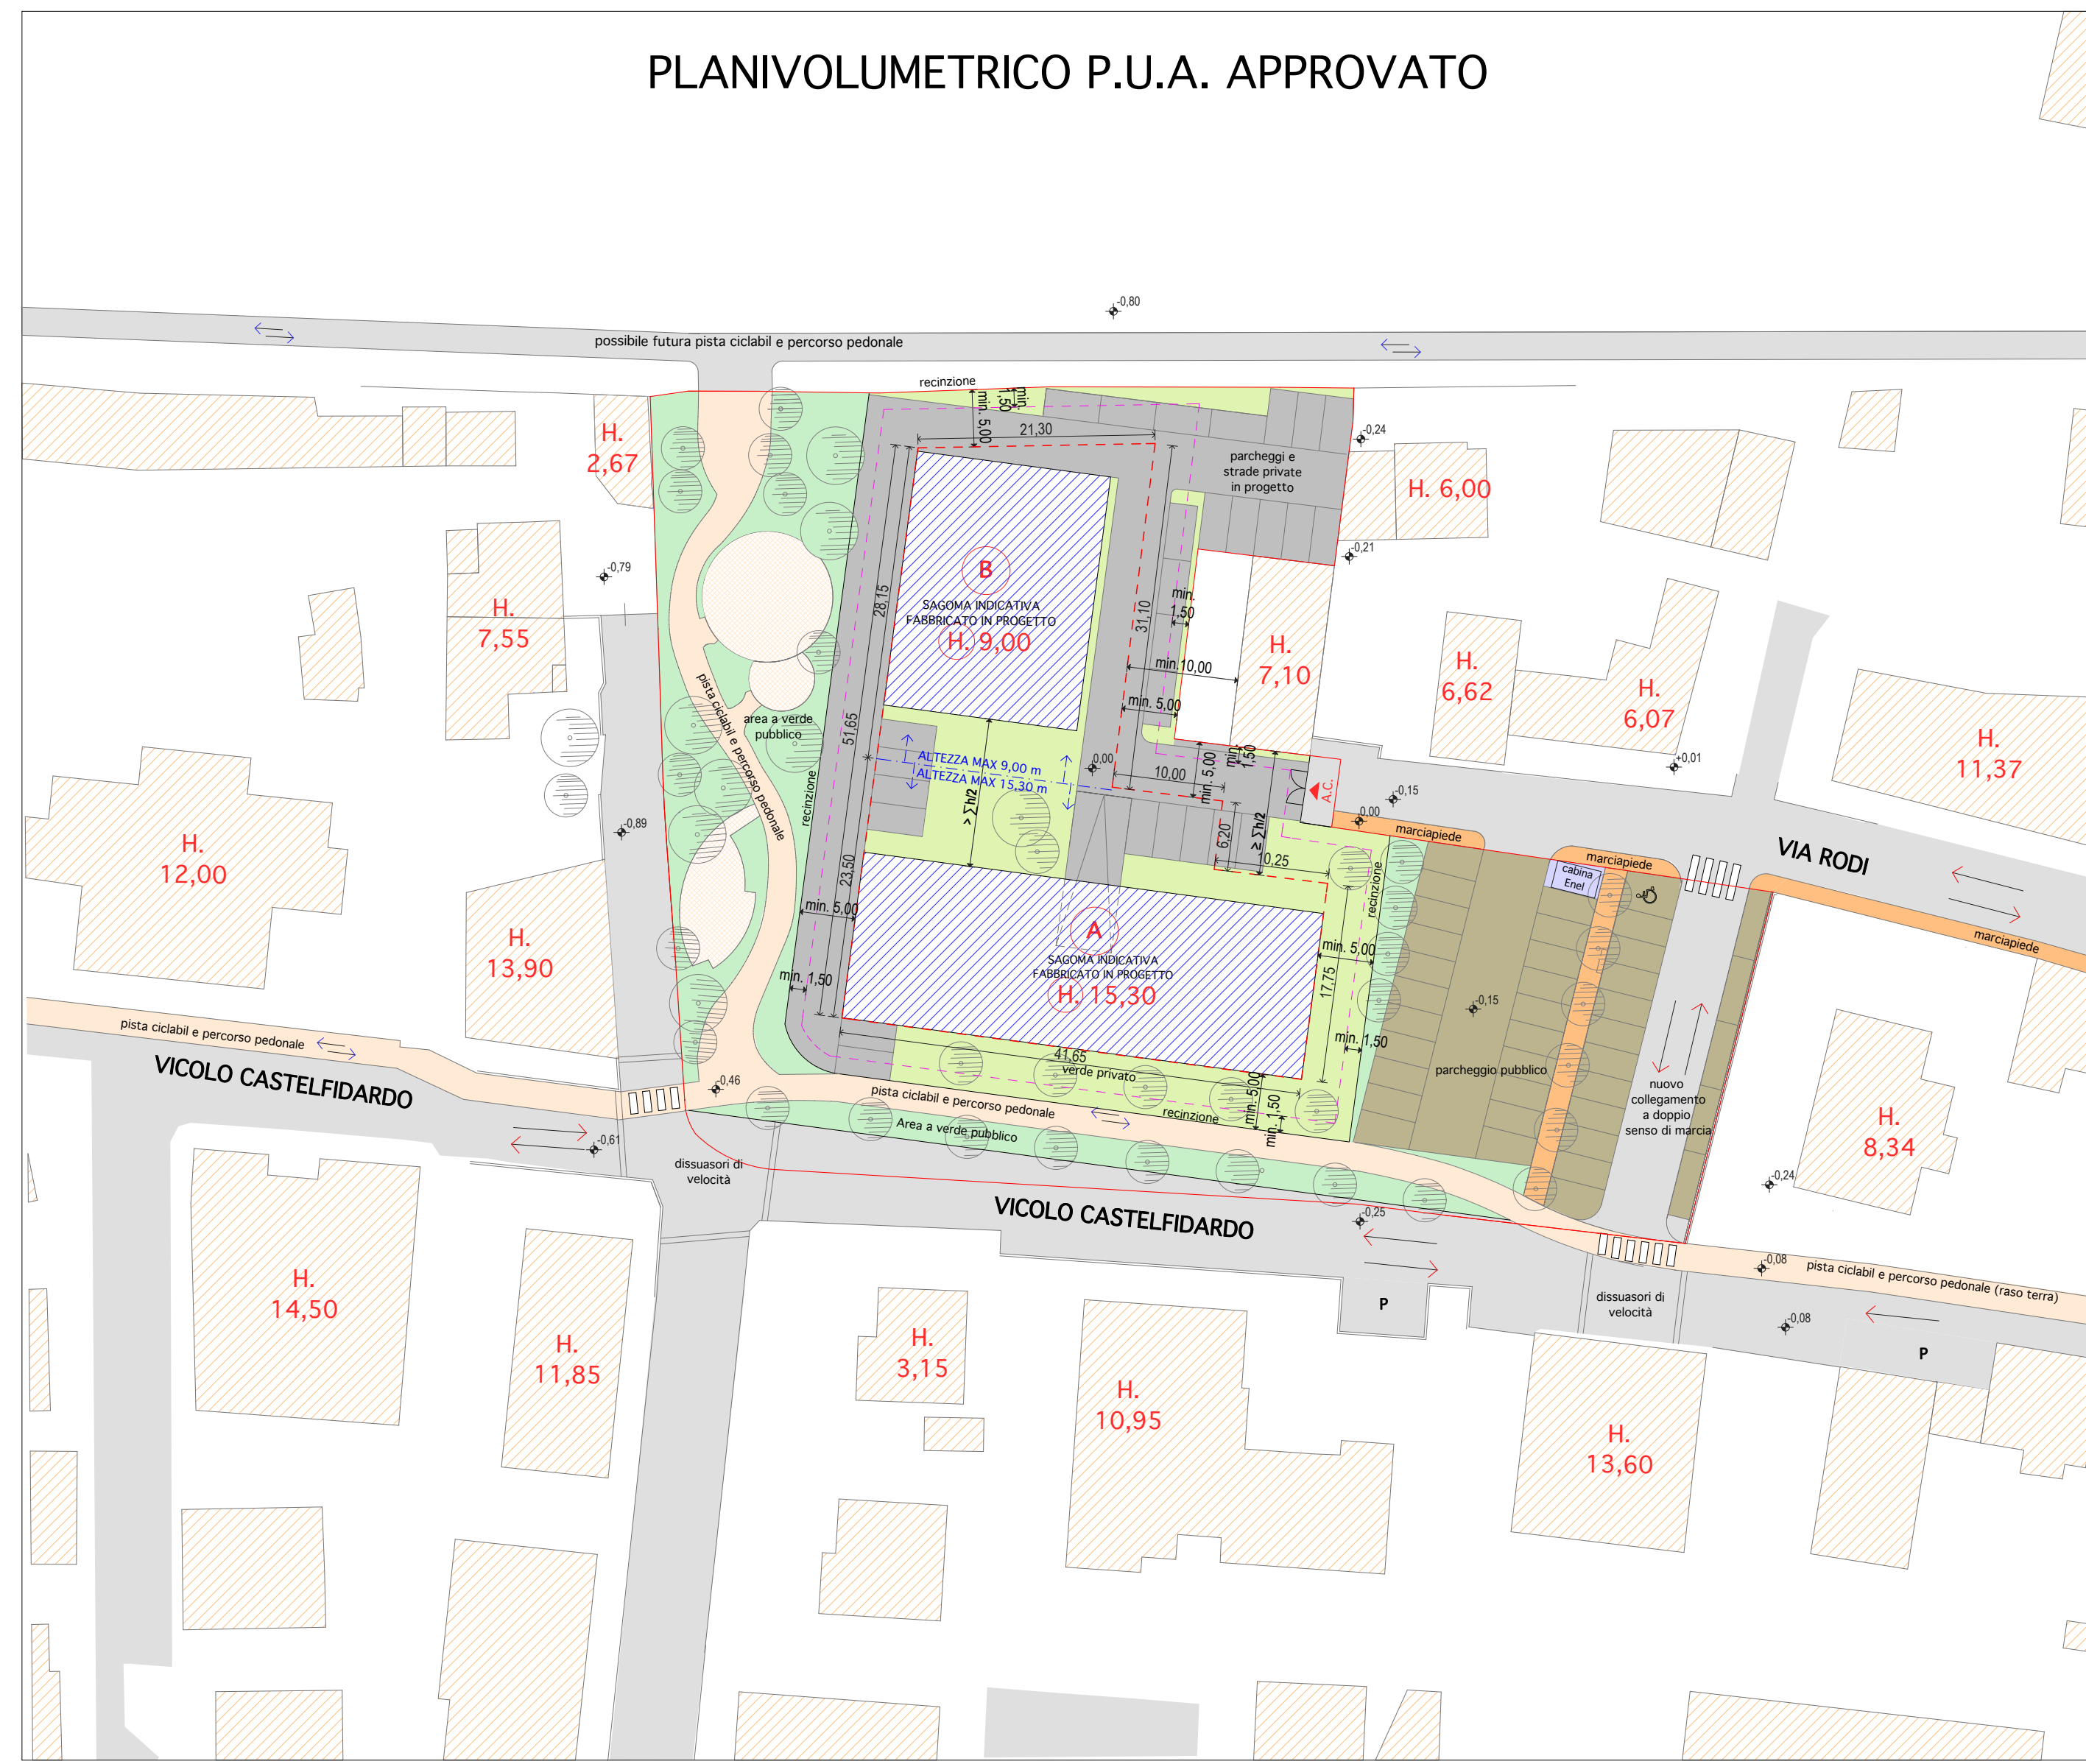 PLANIVOLUMETRICO P.U.A. APPROVATO
-0,80
possibile futura pista ciclabil e percorso pedonale
recinzione
min. 5,00
min.
1,50
21,30
H.
2,67
-0,24
parcheggi e
strade private
in progetto
H. 6,00
-0,21
-0,79
B
SAGOMA INDICATIVA
FABBRICATO IN PROGETTO
H. 9,00
28,15
31,10
min.
1,50
H.
7,55
min.10,00
H.
7,10
min. 5,00
H.
6,62
H.
6,07
H.
11,37
+0,01
pista ciclabil e percorso pedonale
area a verde
pubblico
51,65
recinzione
ALTEZZA MAX 9,00 m
ALTEZZA MAX 15,30 m
> ∑h/2
0,00
10,00
min. 5,00
min.
1,50
A.C.
-0,15
0,00
marciapiede
-0,89
6,20
≥ ∑h/2
10,25
recinzione
marciapiede
cabina
Enel
VIA RODI
marciapiede
H.
12,00
23,50
min. 5,00
A
SAGOMA INDICATIVA
FABBRICATO IN PROGETTO
H. 15,30
min. 5,00
17,75
H.
13,90
min. 1,50
-0,15
min. 1,50
pista ciclabil e percorso pedonale
VICOLO CASTELFIDARDO
-0,46
41,65
verde privato
parcheggio pubblico
nuovo
collegamento
a doppio
senso di marcia
H.
8,34
pista ciclabil e percorso pedonale
recinzione
min. 5,00
min. 1,50
Area a verde pubblico
-0,61
dissuasori di
velocità
-0,24
VICOLO CASTELFIDARDO
-0,25
-0,08
pista ciclabil e percorso pedonale (raso terra)
P
dissuasori di
velocità
-0,08
P
H.
14,50
H.
11,85
H.
3,15
H.
10,95
H.
13,60